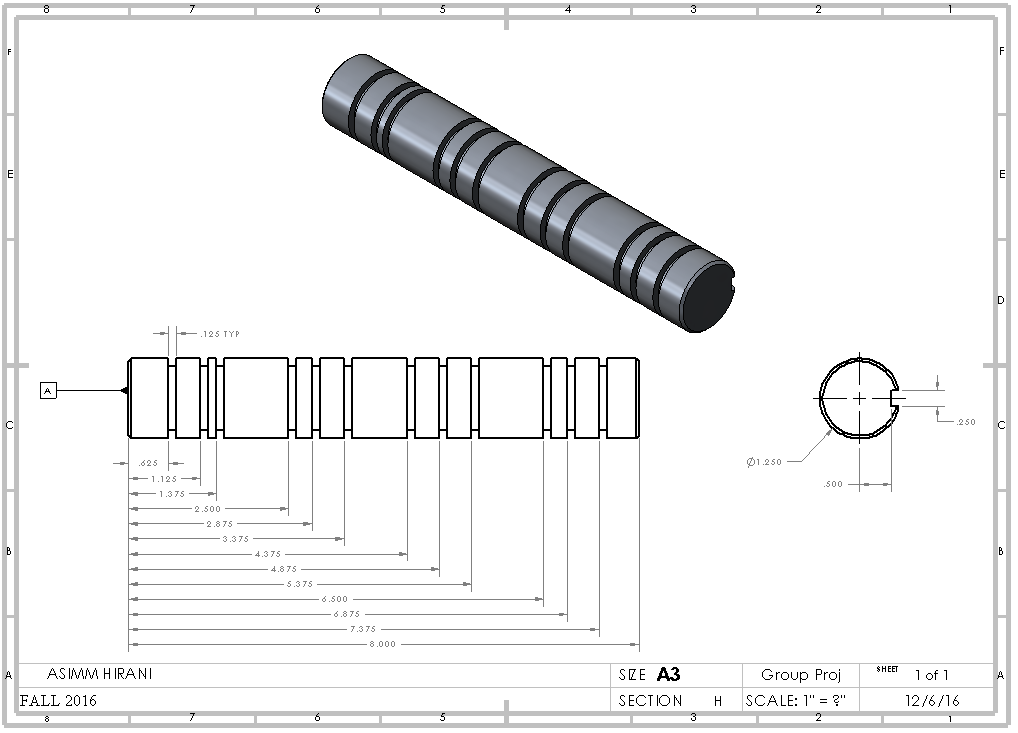 8 7 6 5 4 3 2 1
F F
E E
D
.125 TYP
A
C C
.250
Ø1.250
.500
.625
1.125
1.375
2.500
2.875
3.375
B B
4.375
4.875
5.375
6.500
6.875
7.375
8.000
A A
ASIMM HIRANI SIZE A3 Group Proj SHEET 1 of 1
FALL 2016 SECTION H SCALE: 1" = ?" 12/6/16
8 7 6 5 4 3 2 1